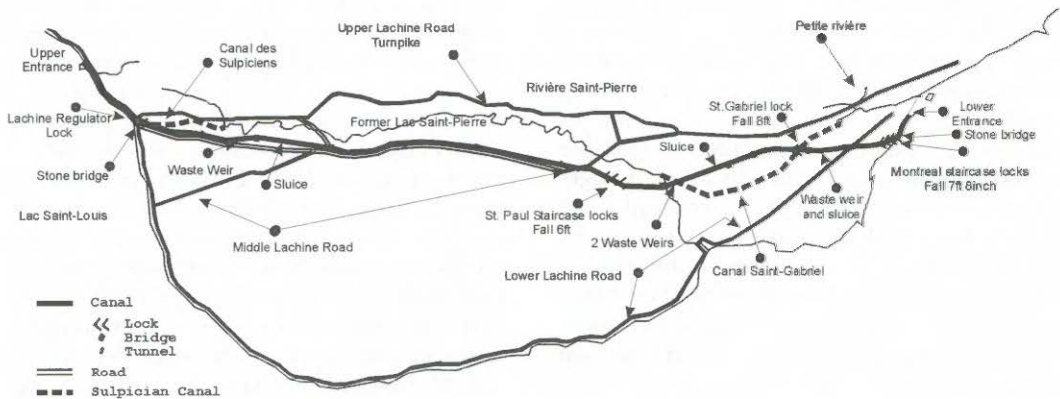 Petite rivière
Upper Lachine Road
Turnpike
Canal des
Sulpiciens
Upper
Entrance
Rivière Saint-Pierre
St.Gabriel lock
Fall 8ft
Lower
Entrance
Lachine Regulator
Lock
Former Lac Saint-Pierre
Stone bridge
Sluice
Waste Weir
Stone bridge
Sluice
Montreal staircase locks
Fall 7ft 8inch
Waste weir
and sluice
Lac Saint-Louis
St. Paul Staircase locks
Fall 6ft
Middle Lachine Road
2 Waste Weirs
Lower Lachine Road
Canal Saint-Gabriel
Canal
Lock
Bridge
Tunnel
Road
Sulpician Canal